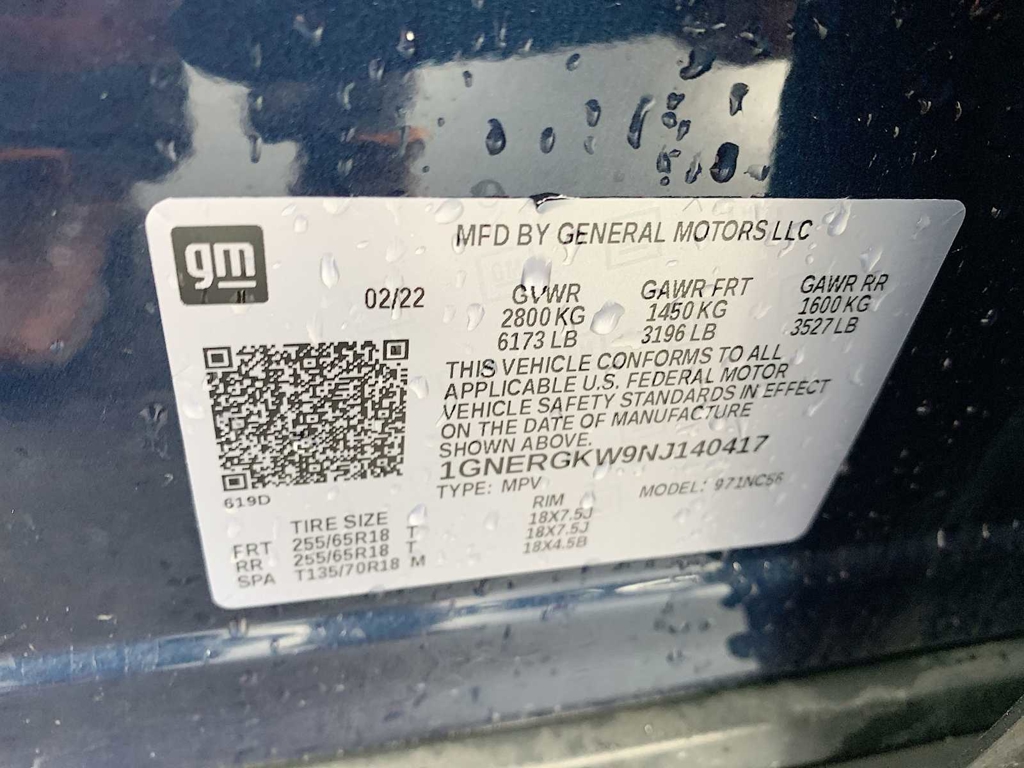 gm
MFD BY GENERAL MOTORS LLC
02/22
GVWR GAWR FRT GAWR RR
2800 KG 1450 KG 1600 KG
6173 LB 3196 LB 3527 LB
THIS VEHICLE CONFORMS TO ALL
APPLICABLE U.S. FEDERAL MOTOR
VEHICLE SAFETY STANDARDS IN EFFECT
ON THE DATE OF MANUFACTURE
SHOWN ABOVE.
1GNERGKW9NJ140417
TYPE: MPV MODEL: 971NC56
619D
TIRE SIZE RIM
FRT 255/65R18 T 18X7.5J
RR 255/65R18 T 18X7.5J
SPA T135/70R18 M 18X4.5B